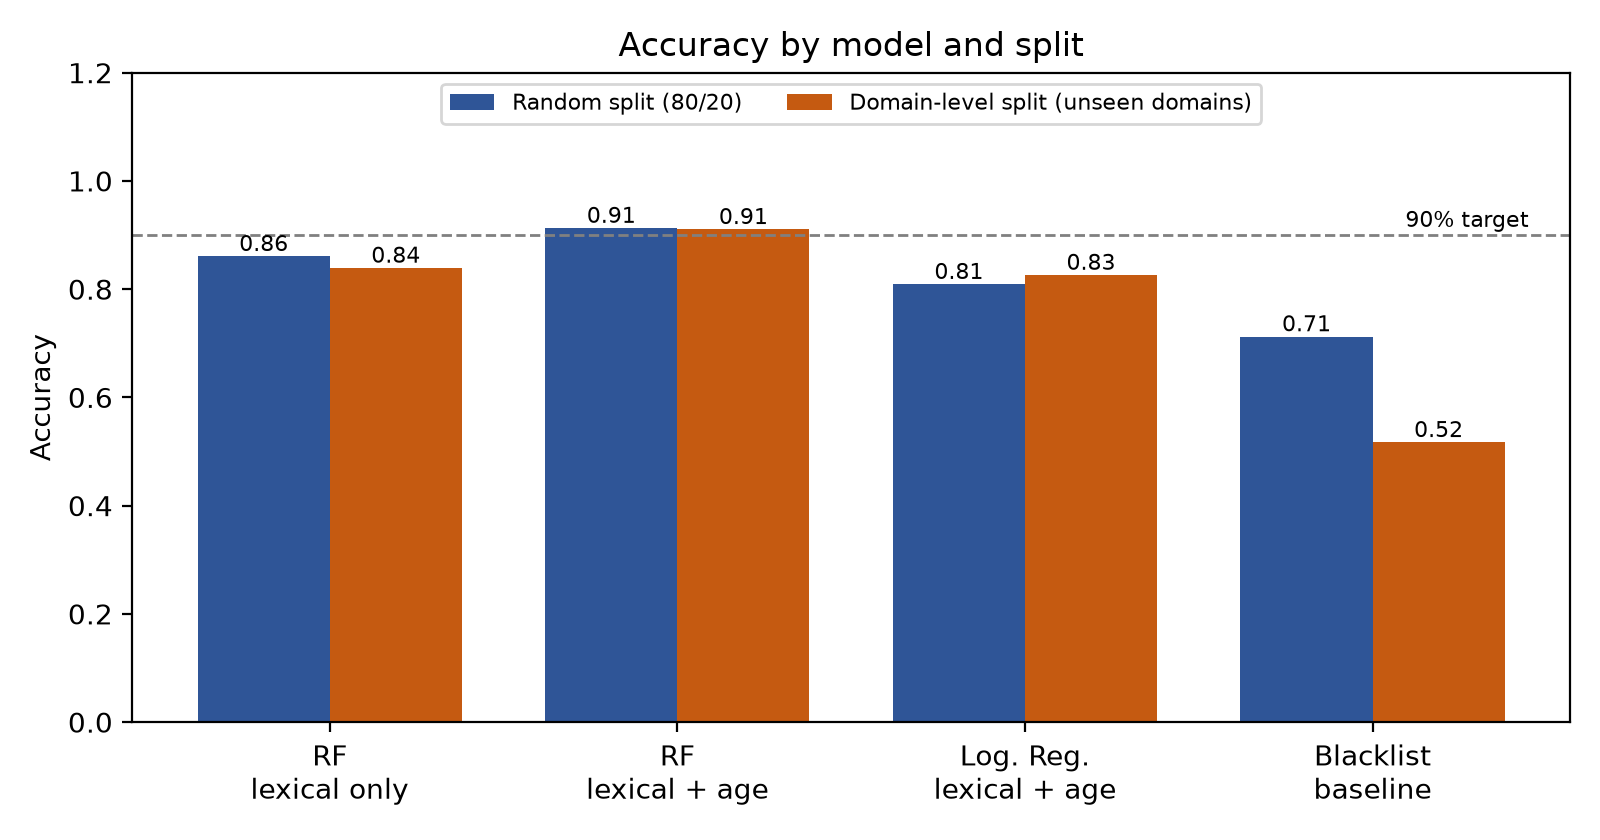 Accuracy by model and split
Random split (80/20)
Domain-level split (unseen domains)
Accuracy
1.2
1.0
0.8
0.6
0.4
0.2
0.0
90% target
0.86
0.84
0.91
0.91
0.81
0.83
0.71
0.52
RF
lexical only
RF
lexical + age
Log. Reg.
lexical + age
Blacklist
baseline